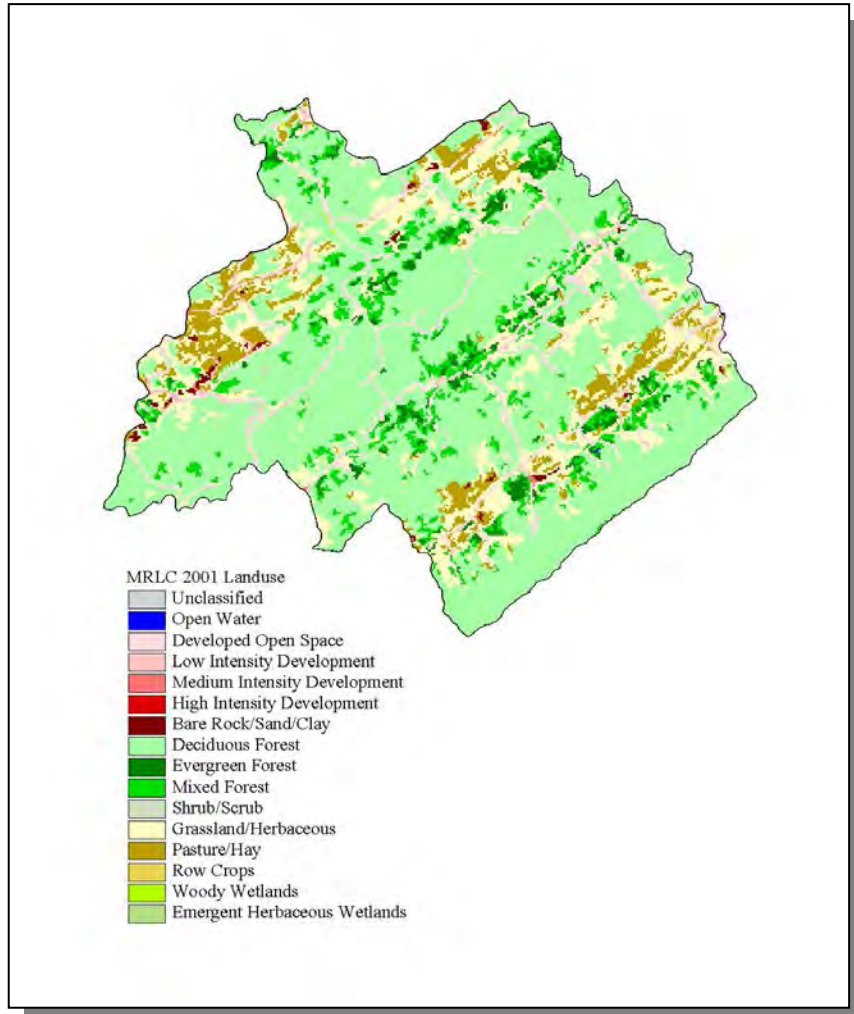 MRLC 2001 Landuse
Unclassified
Open Water
Developed Open Space
Low Intensity Development
Medium Intensity Development
High Intensity Development
Bare Rock/Sand/Clay
Deciduous Forest
Evergreen Forest
Mixed Forest
Shrub/Scrub
Grassland/Herbaceous
Pasture/Hay
Row Crops
Woody Wetlands
Emergent Herbaceous Wetlands